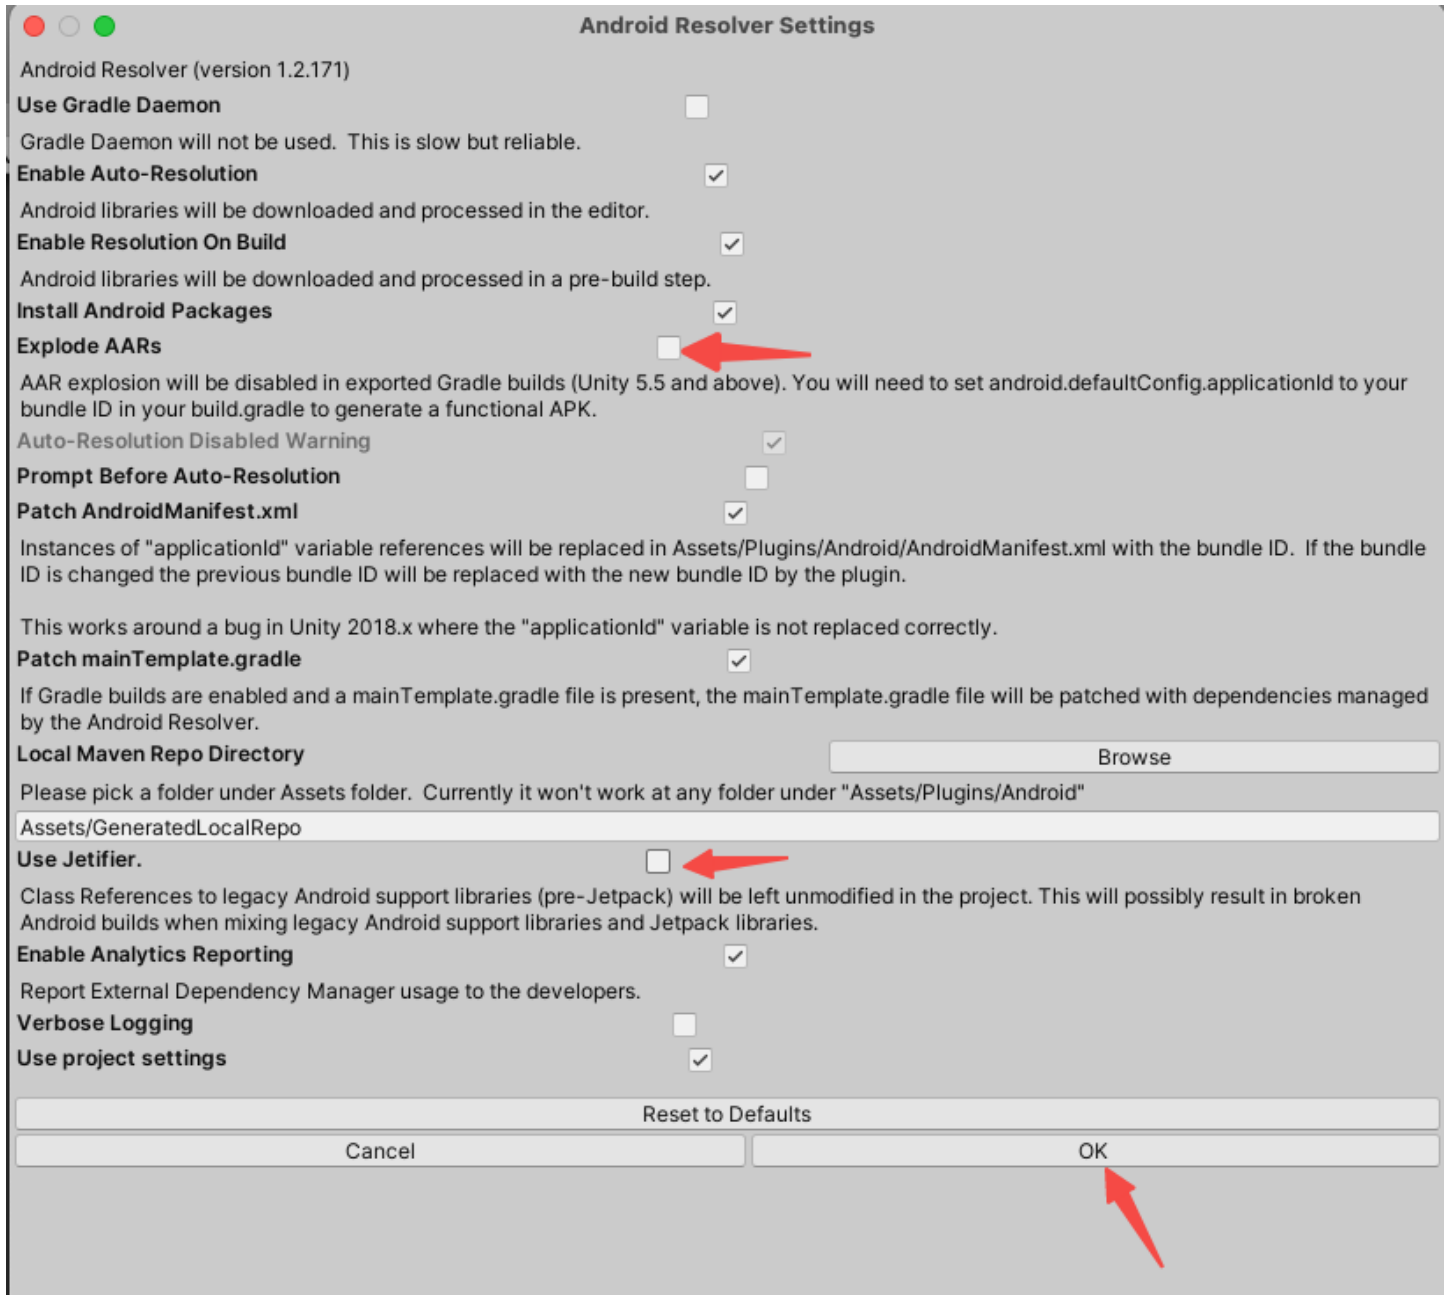 Android Resolver Settings
Android Resolver (version 1.2.171)
Use Gradle Daemon
Gradle Daemon will not be used.  This is slow but reliable.
Enable Auto-Resolution
Android libraries will be downloaded and processed in the editor.
Enable Resolution On Build
Android libraries will be downloaded and processed in a pre-build step.
Install Android Packages
Explode AARs
AAR explosion will be disabled in exported Gradle builds (Unity 5.5 and above). You will need to set android.defaultConfig.applicationId to your
bundle ID in your build.gradle to generate a functional APK.
Auto-Resolution Disabled Warning
Prompt Before Auto-Resolution
Patch AndroidManifest.xml
Instances of "applicationId" variable references will be replaced in Assets/Plugins/Android/AndroidManifest.xml with the bundle ID.  If the bundle
ID is changed the previous bundle ID will be replaced with the new bundle ID by the plugin.
This works around a bug in Unity 2018.x where the "applicationId" variable is not replaced correctly.
Patch mainTemplate.gradle
If Gradle builds are enabled and a mainTemplate.gradle file is present, the mainTemplate.gradle file will be patched with dependencies managed
by the Android Resolver.
Local Maven Repo Directory
Browse
Please pick a folder under Assets folder.  Currently it won't work at any folder under "Assets/Plugins/Android"
Assets/GeneratedLocalRepo
Use Jetifier.
Class References to legacy Android support libraries (pre-Jetpack) will be left unmodified in the project. This will possibly result in broken
Android builds when mixing legacy Android support libraries and Jetpack libraries.
Enable Analytics Reporting
Report External Dependency Manager usage to the developers.
Verbose Logging
Use project settings
Reset to Defaults
Cancel
OK